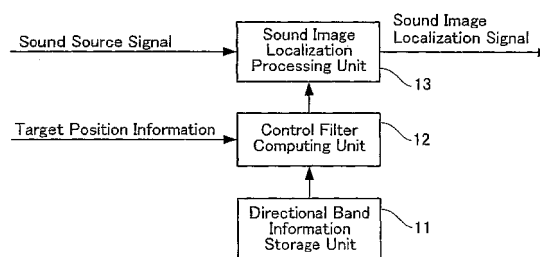 Sound Source Signal
Sound Image
Localization
Processing Unit
Sound Image
Localization Signal
13
Target Position Information
Control Filter
Computing Unit
12
Directional Band
Information
Storage Unit
11